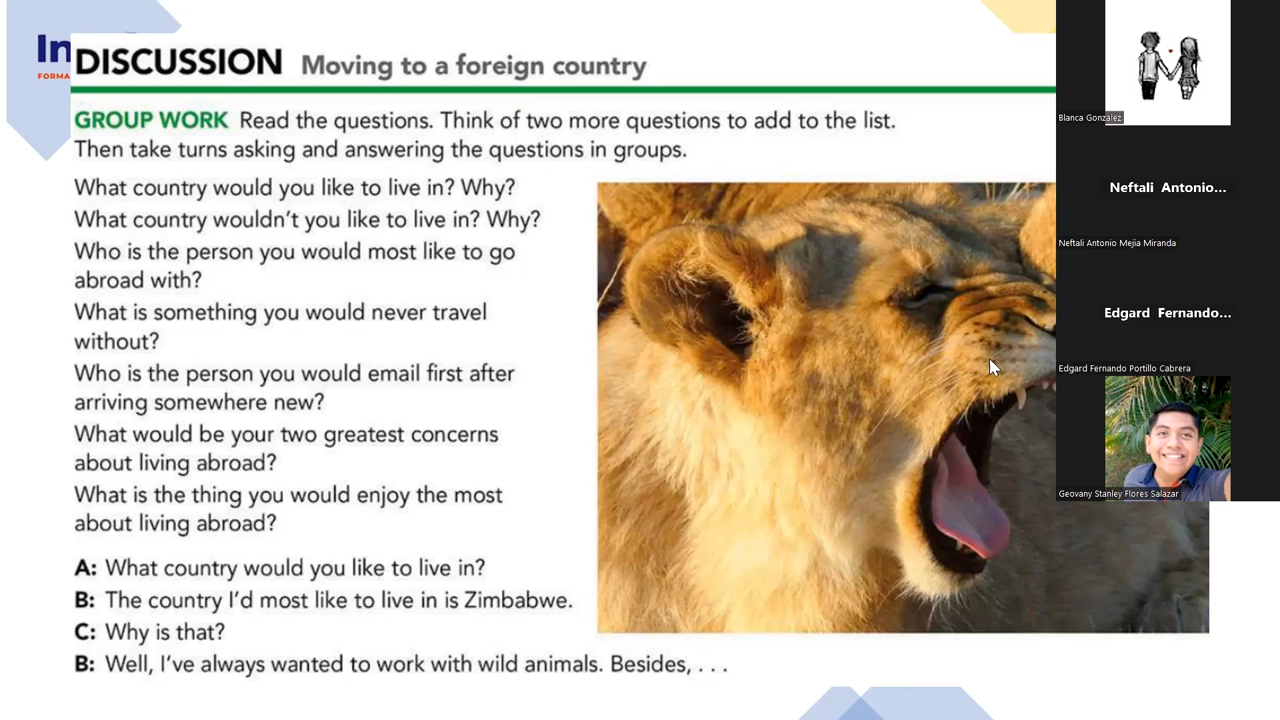 In
FORMA
DISCUSSION Moving to a foreign country
GROUP WORK Read the questions. Think of two more questions to add to the list.
Then take turns asking and answering the questions in groups.
What country would you like to live in? Why?
What country wouldn't you like to live in? Why?
Who is the person you would most like to go
abroad with?
What is something you would never travel
without?
Who is the person you would email first after
arriving somewhere new?
What would be your two greatest concerns
about living abroad?
What is the thing you would enjoy the most
about living abroad?
A: What country would you like to live in?
B: The country I'd most like to live in is Zimbabwe.
C: Why is that?
B: Well, I've always wanted to work with wild animals. Besides, . . .
Blanca Gonzalez
Neftali Antonio...
Neftali Antonio Mejia Miranda
Edgard Fernando...
Edgard Fernando Portillo Cabrera
Geovany Stanley Flores Salazar